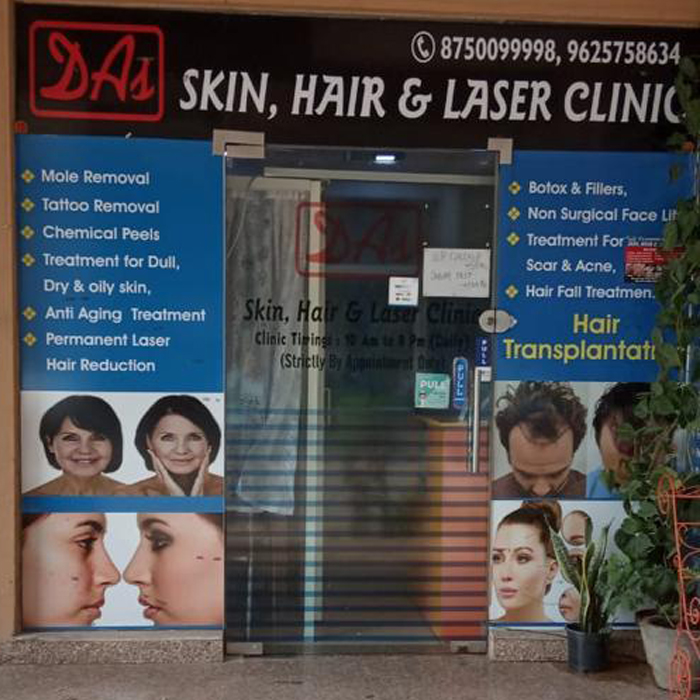 DAs
8750099998, 9625758634
SKIN, HAIR & LASER CLINIC
Mole Removal
Tattoo Removal
Chemical Peels
Treatment for Dull,
Dry & oily skin,
Anti Aging Treatment
Permanent Laser
Hair Reduction
DAs
Skin, Hair & Laser Clinic
Clinic Timings : 10 Am to 8 Pm (Daily)
(Strictly By Appointment Only)
PULL
PULL
PULL
Botox & Fillers,
Non Surgical Face Lift
Treatment For
Scar & Acne,
Hair Fall Treatmen
Hair
Transplantati